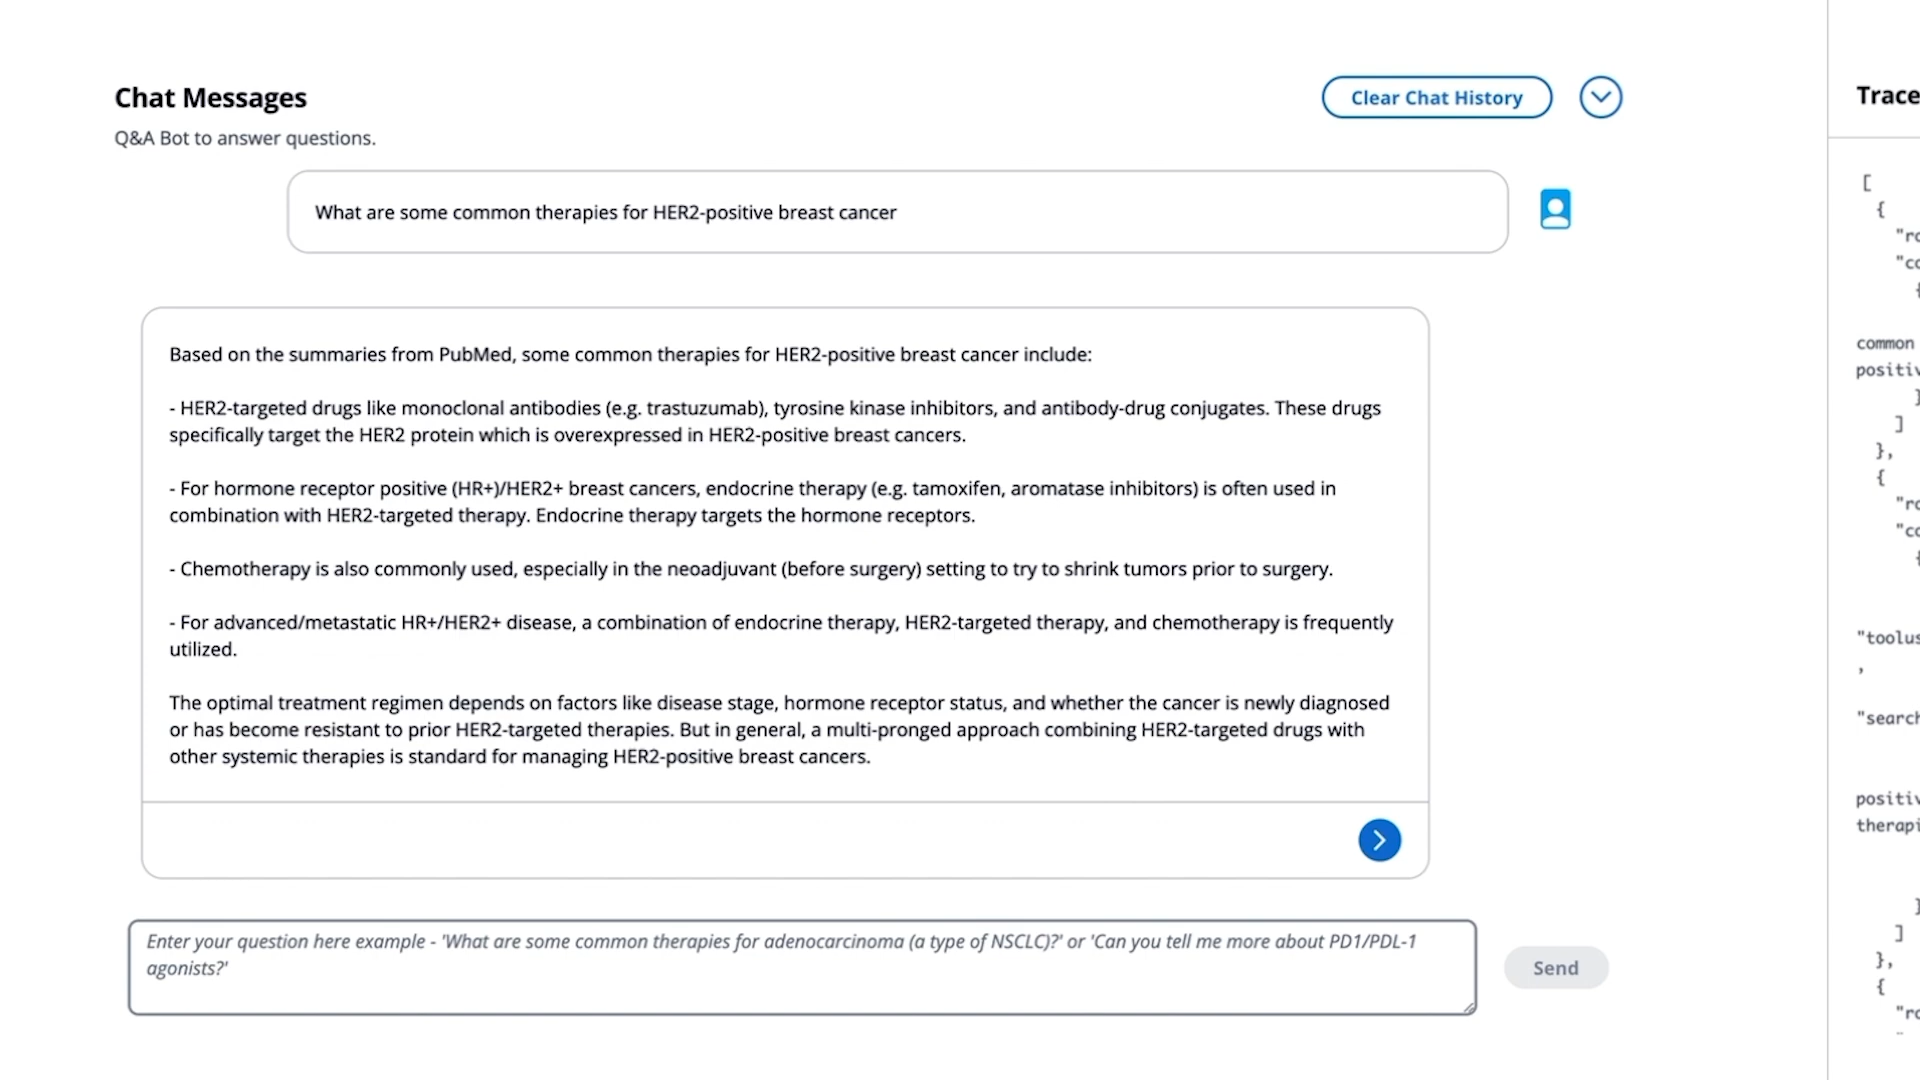 Chat Messages
Clear Chat History
Q&A Bot to answer questions.
What are some common therapies for HER2-positive breast cancer
Based on the summaries from PubMed, some common therapies for HER2-positive breast cancer include:
- HER2-targeted drugs like monoclonal antibodies (e.g. trastuzumab), tyrosine kinase inhibitors, and antibody-drug conjugates. These drugs
specifically target the HER2 protein which is overexpressed in HER2-positive breast cancers.
- For hormone receptor positive (HR+)/HER2+ breast cancers, endocrine therapy (e.g. tamoxifen, aromatase inhibitors) is often used in
combination with HER2-targeted therapy. Endocrine therapy targets the hormone receptors.
- Chemotherapy is also commonly used, especially in the neoadjuvant (before surgery) setting to try to shrink tumors prior to surgery.
- For advanced/metastatic HR+/HER2+ disease, a combination of endocrine therapy, HER2-targeted therapy, and chemotherapy is frequently
utilized.
The optimal treatment regimen depends on factors like disease stage, hormone receptor status, and whether the cancer is newly diagnosed
or has become resistant to prior HER2-targeted therapies. But in general, a multi-pronged approach combining HER2-targeted drugs with
other systemic therapies is standard for managing HER2-positive breast cancers.
Enter your question here example - 'What are some common therapies for adenocarcinoma (a type of NSCLC)?' or 'Can you tell me more about PD1/PDL-1
agonists?'
Send
Trace
[
{
"ro
"co
{
common
positiv
}
]
},
{
"ro
"co
{
"toolus
,
"search
positiv
therapi
}
]
},
{
"ro